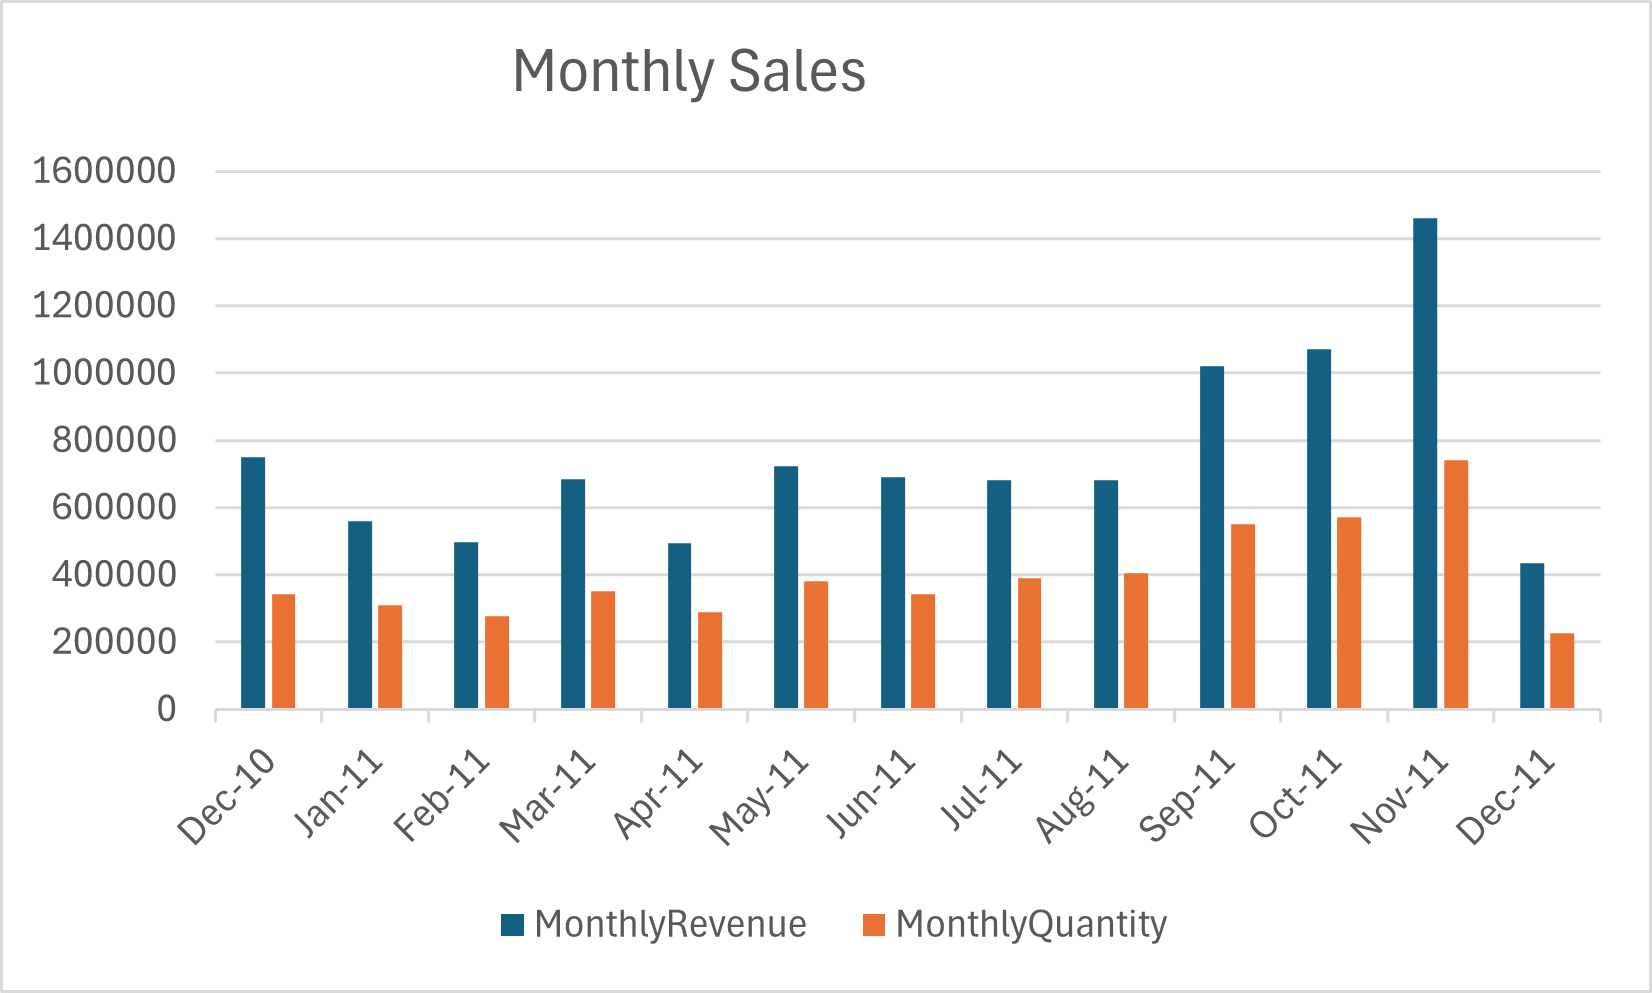 Monthly Sales
1600000
1400000
1200000
1000000
800000
600000
400000
200000
0
Dec-10
Jan-11
Feb-11
Mar-11
Apr-11
May-11
Jun-11
Jul-11
Aug-11
Sep-11
Oct-11
Nov-11
Dec-11
MonthlyRevenue
MonthlyQuantity